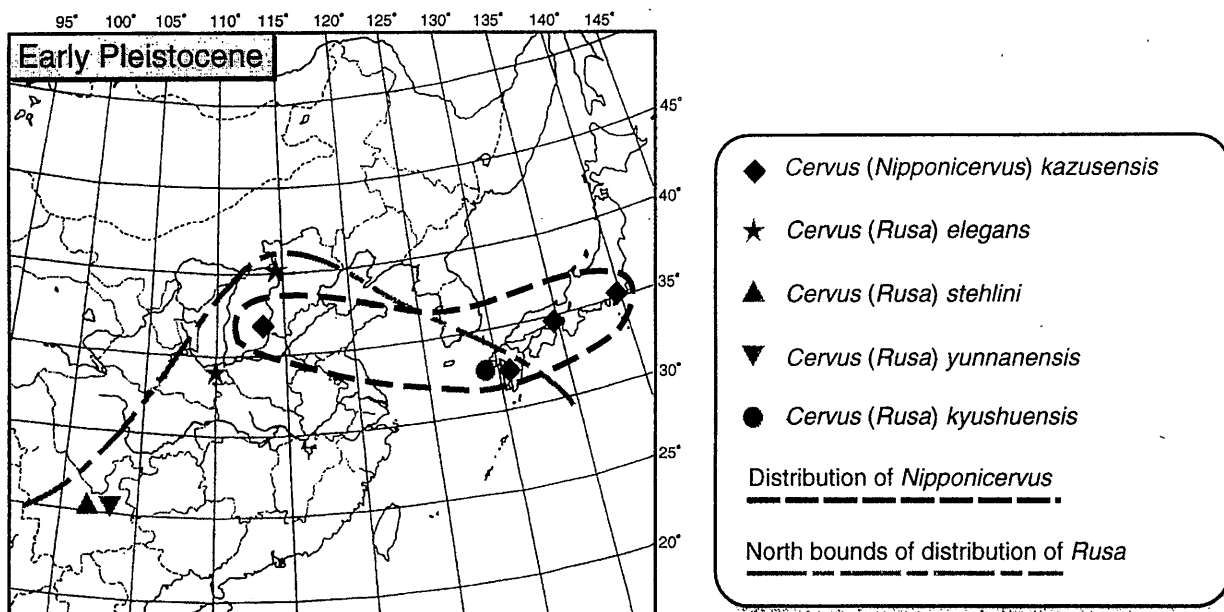 95° 100° 105° 110° 115° 120° 125° 130° 135° 140° 145°
Early Pleistocene
45°
40°
35°
30°
25°
20°
Cervus (Nipponicervus) kazusensis
Cervus (Rusa) elegans
Cervus (Rusa) stehlini
Cervus (Rusa) yunnanensis
Cervus (Rusa) kyushuensis
Distribution of Nipponicervus
North bounds of distribution of Rusa